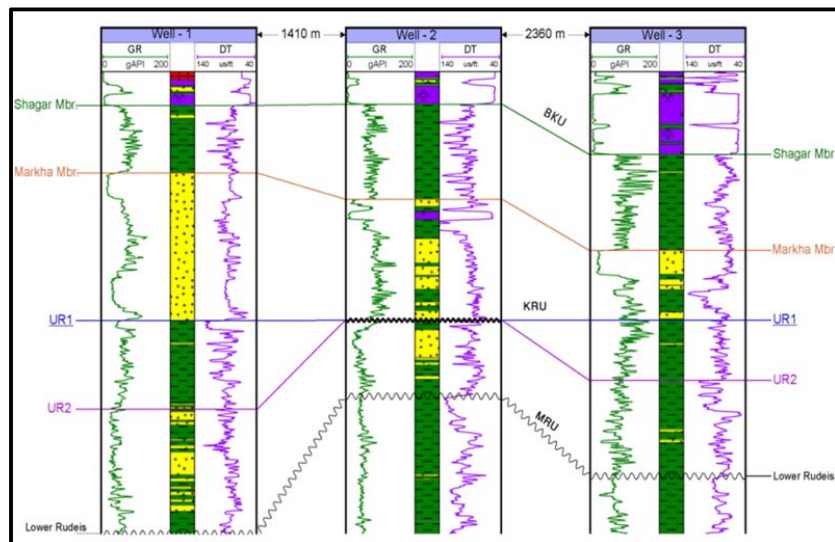 Well - 1
1410 m
Well - 2
2360 m
Well - 3
GR
DT
GR
DT
GR
DT
0 gAPI 200
140 us/ft 40
0 gAPI 200
140 us/ft 40
0 gAPI 200
140 us/ft 40
Shagar Mbr.
BKU
Shagar Mbr
Markha Mbr.
Markha Mbr
KRU
UR1
UR1
UR2
UR2
MRU
Lower Rudeis
Lower Rudeis